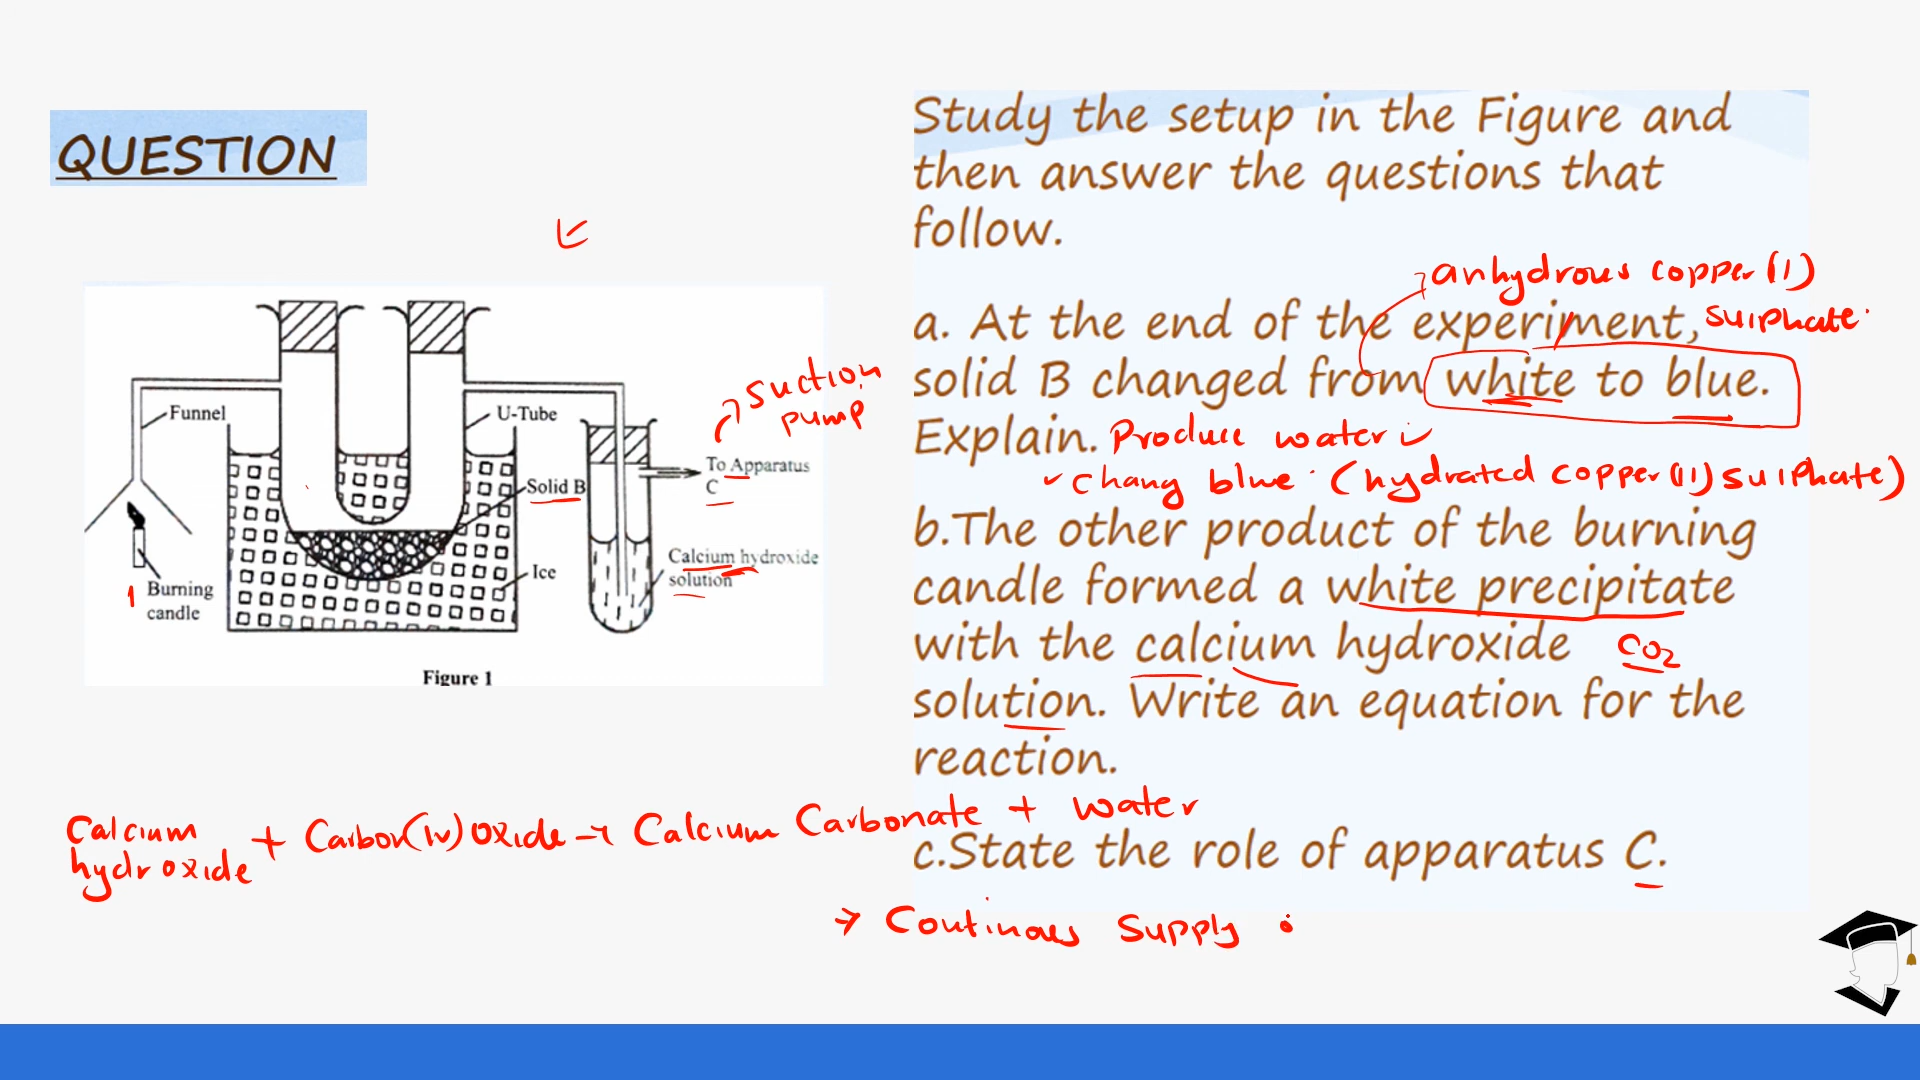 QUESTION
Study the setup in the Figure and
then answer the questions that
follow.
anhydrous copper(1)
sulphate.
a. At the end of the experiment,
solid B changed from white to blue.
Explain.
Produce water
chang blue. (hydrated copper(11) sulphate)
b.The other product of the burning
candle formed a white precipitate
with the calcium hydroxide
CO2
solution. Write an equation for the
reaction.
c.State the role of apparatus C.
→ Continous supply
Funnel
U-Tube
suction
pump
To Apparatus
C
Solid B
Calcium hydroxide
solution
Ice
1
Burning
candle
Figure 1
Calcium
hydroxide + Carbon(iv) oxide → Calcium Carbonate + water